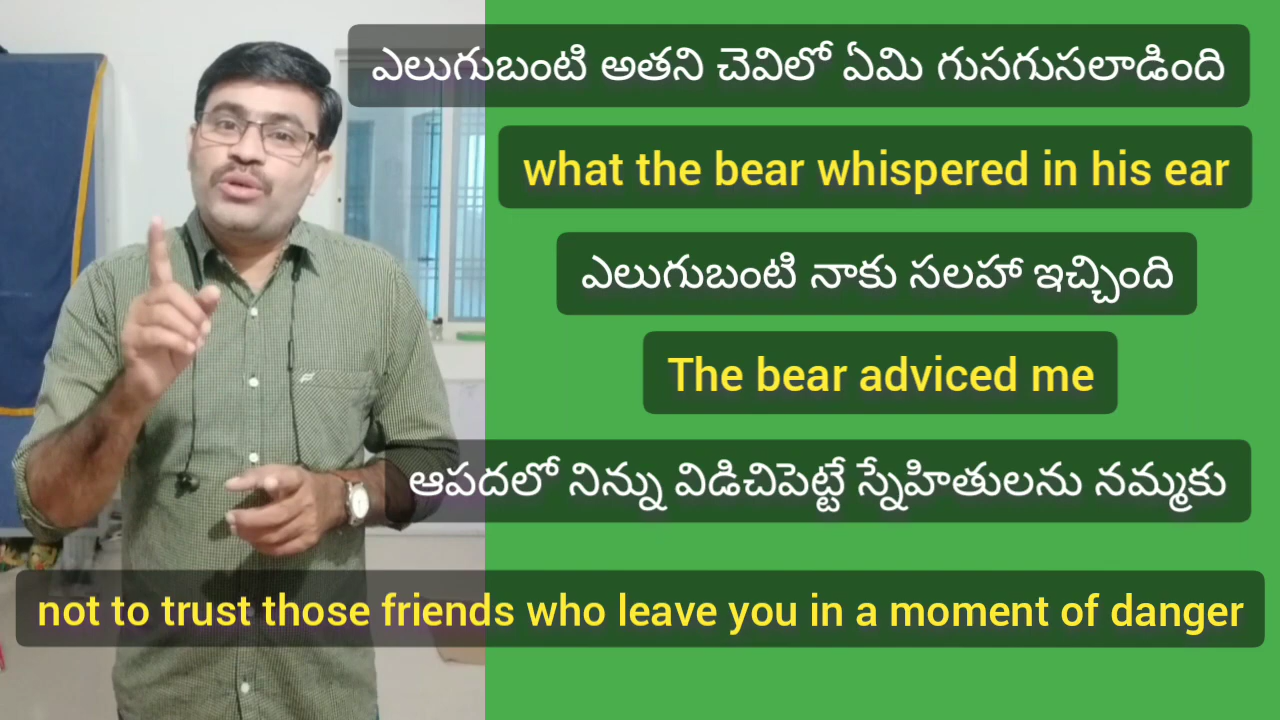 ఎలుగుబంటి అతని చెవిలో ఏమి గుసగుసలాడింది
what the bear whispered in his ear
ఎలుగుబంటి నాకు సలహా ఇచ్చింది
The bear adviced me
ఆపదలో నిన్ను విడిచిపెట్టే స్నేహితులను నమ్మకు
not to trust those friends who leave you in a moment of danger